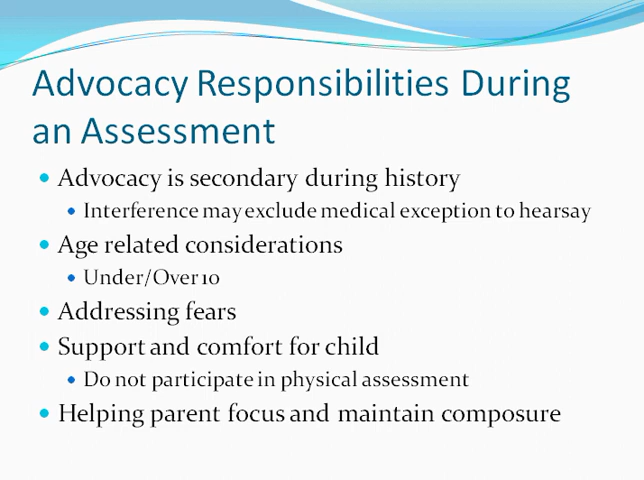 Advocacy Responsibilities During
an Assessment
Advocacy is secondary during history
Interference may exclude medical exception to hearsay
Age related considerations
Under/Over 10
Addressing fears
Support and comfort for child
Do not participate in physical assessment
Helping parent focus and maintain composure